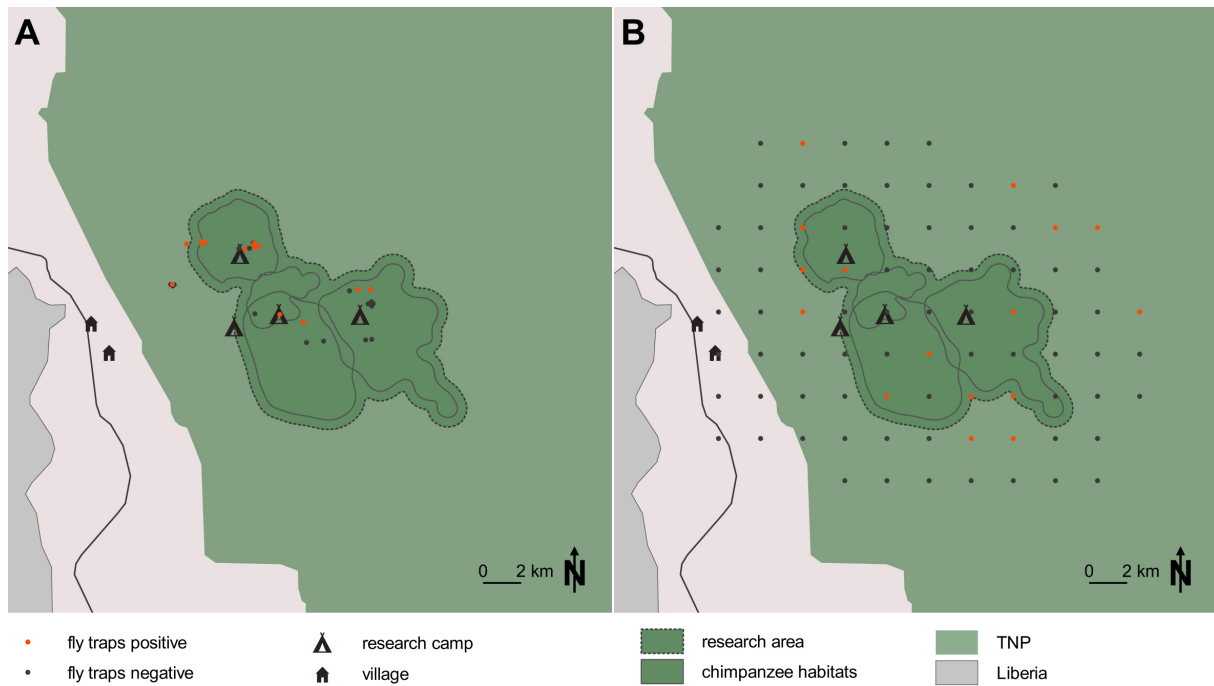 A
B
0 2 km N
0 2 km N
fly traps positive
research camp
research area
TNP
fly traps negative
village
chimpanzee habitats
Liberia